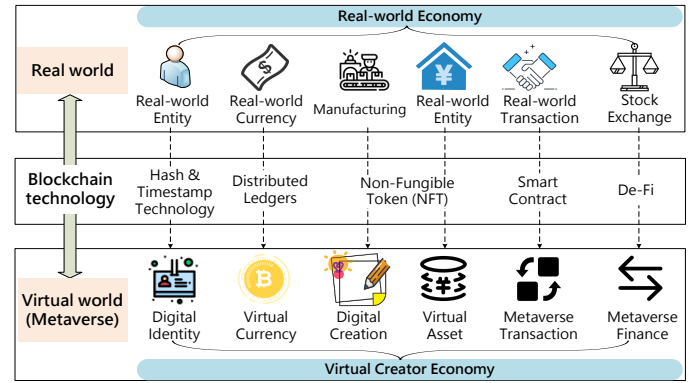 Real-world Economy
Real world
Real-world
Entity
Real-world
Currency
Manufacturing
Real-world
Entity
Real-world
Transaction
Stock
Exchange
Blockchain
technology
Hash &
Timestamp
Technology
Distributed
Ledgers
Non-Fungible
Token (NFT)
Smart
Contract
De-Fi
Virtual world
(Metaverse)
Digital
Identity
Virtual
Currency
Digital
Creation
Virtual
Asset
Metaverse
Transaction
Metaverse
Finance
Virtual Creator Economy